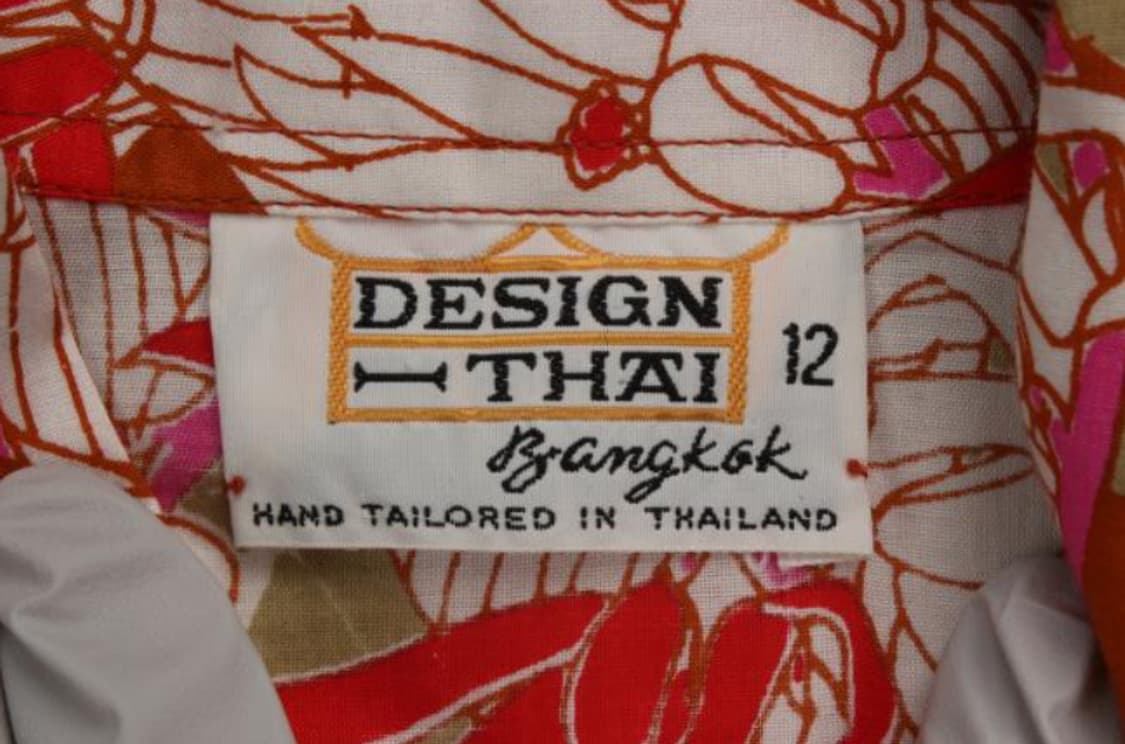 DESIGN
— THAI
12
Bangkok
HAND TAILORED IN THAILAND